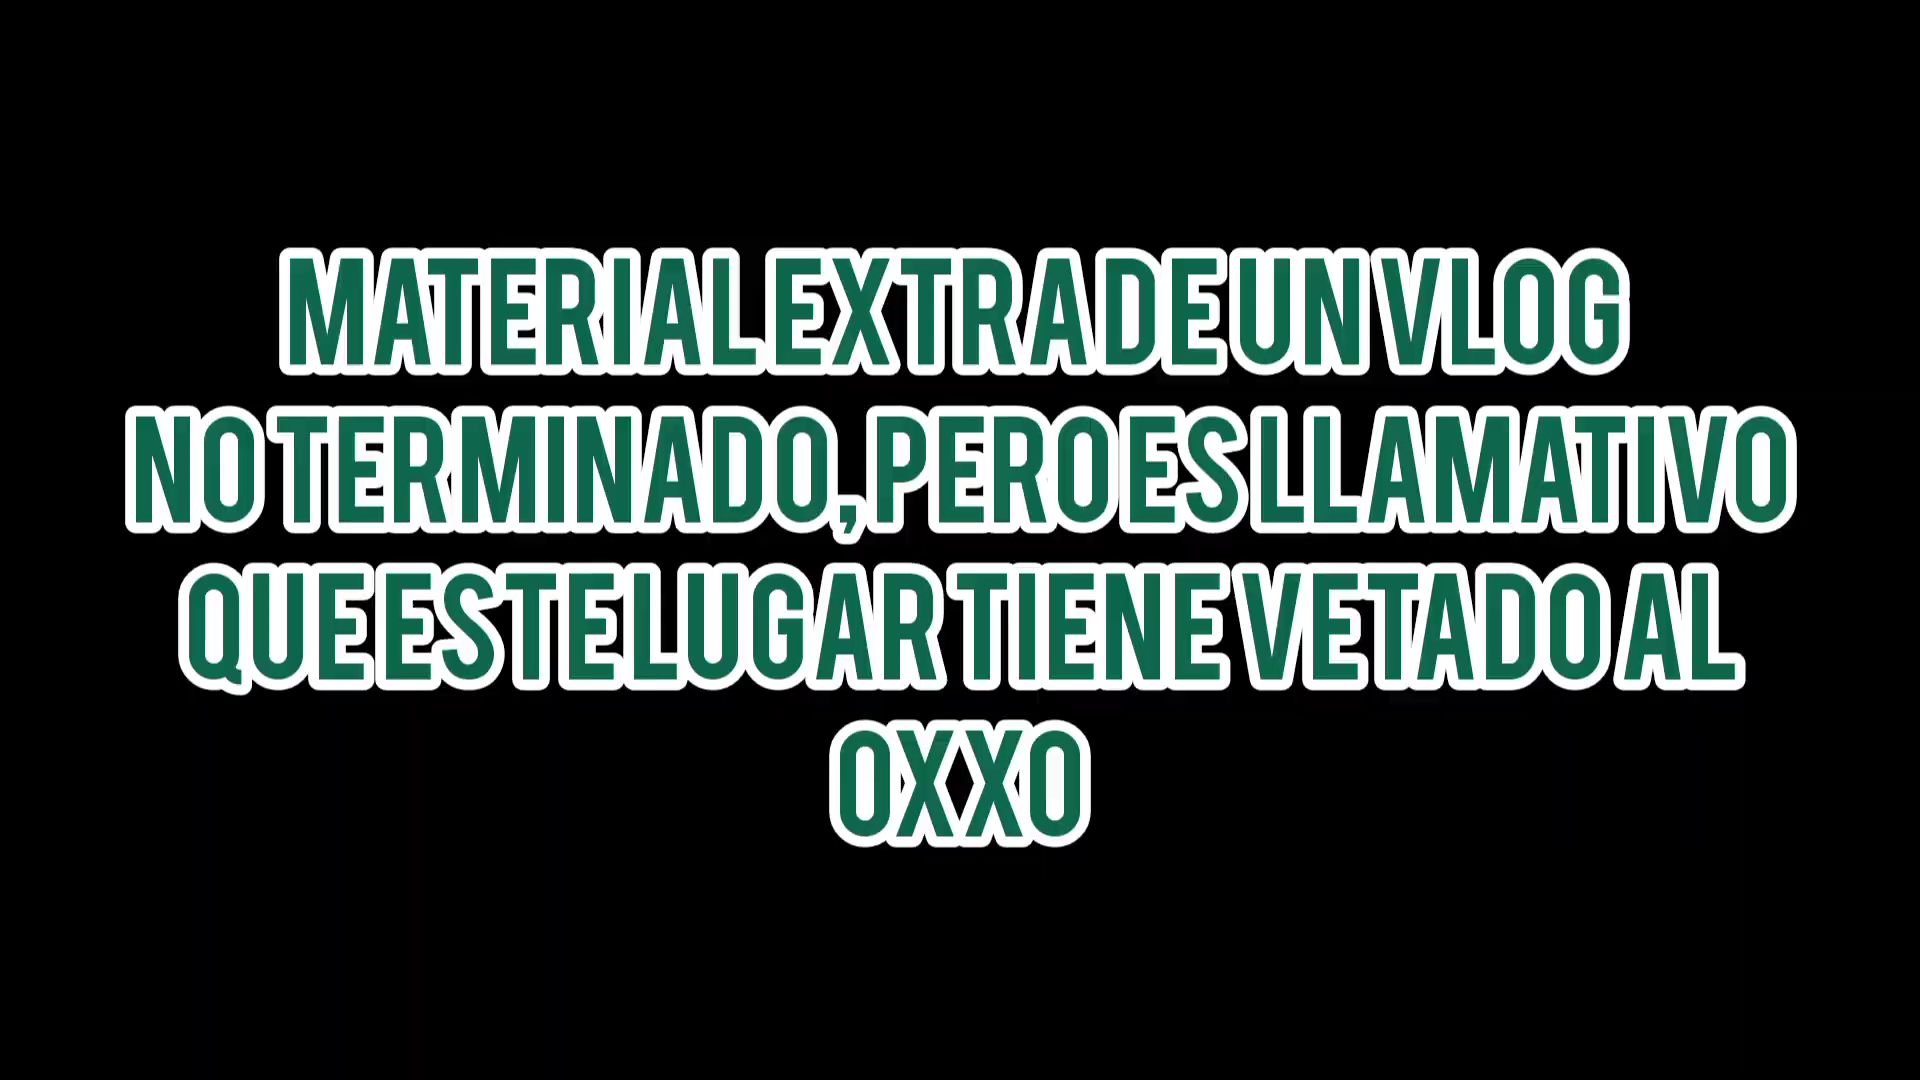 MATERIAL EXTRA DE UN VLOG
NO TERMINADO, PERO ES LLAMATIVO
QUE ESTE LUGAR TIENE VETADO AL
OXXO